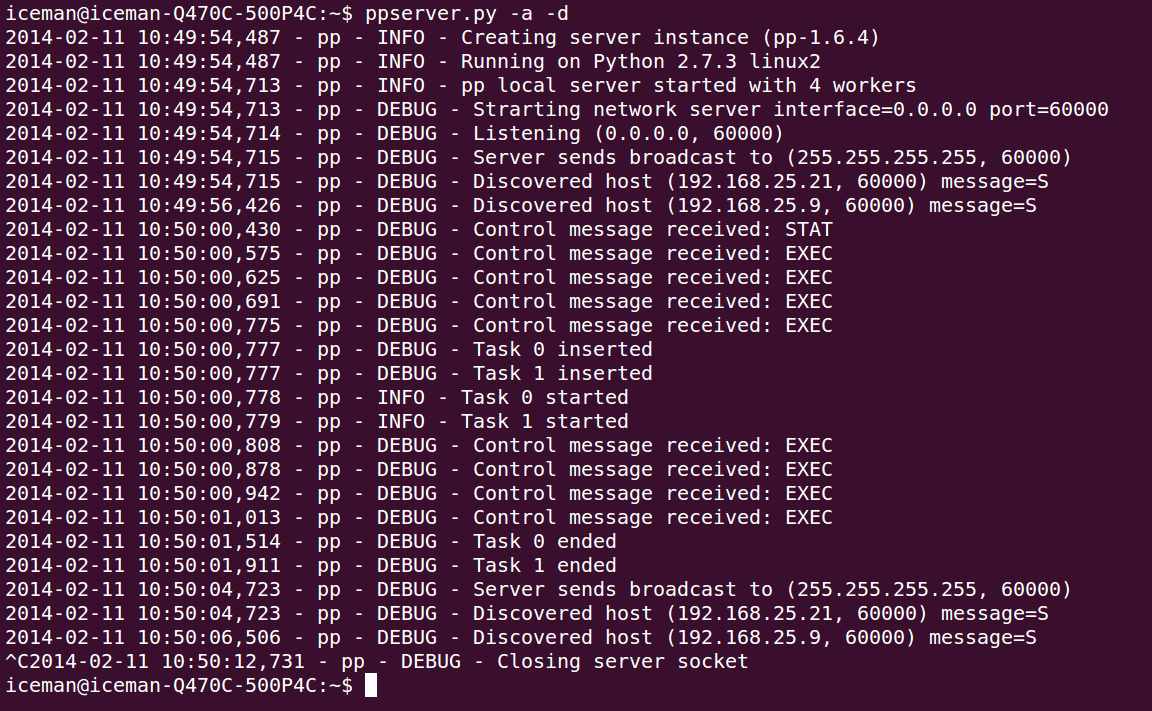 iceman@iceman-Q470C-500P4C:~$ ppserver.py -a -d
2014-02-11 10:49:54,487 - pp - INFO - Creating server instance (pp-1.6.4)
2014-02-11 10:49:54,487 - pp - INFO - Running on Python 2.7.3 linux2
2014-02-11 10:49:54,713 - pp - INFO - pp local server started with 4 workers
2014-02-11 10:49:54,713 - pp - DEBUG - Strarting network server interface=0.0.0.0 port=60000
2014-02-11 10:49:54,714 - pp - DEBUG - Listening (0.0.0.0, 60000)
2014-02-11 10:49:54,715 - pp - DEBUG - Server sends broadcast to (255.255.255.255, 60000)
2014-02-11 10:49:54,715 - pp - DEBUG - Discovered host (192.168.25.21, 60000) message=S
2014-02-11 10:49:56,426 - pp - DEBUG - Discovered host (192.168.25.9, 60000) message=S
2014-02-11 10:50:00,430 - pp - DEBUG - Control message received: STAT
2014-02-11 10:50:00,575 - pp - DEBUG - Control message received: EXEC
2014-02-11 10:50:00,625 - pp - DEBUG - Control message received: EXEC
2014-02-11 10:50:00,691 - pp - DEBUG - Control message received: EXEC
2014-02-11 10:50:00,775 - pp - DEBUG - Control message received: EXEC
2014-02-11 10:50:00,777 - pp - DEBUG - Task 0 inserted
2014-02-11 10:50:00,777 - pp - DEBUG - Task 1 inserted
2014-02-11 10:50:00,778 - pp - INFO - Task 0 started
2014-02-11 10:50:00,779 - pp - INFO - Task 1 started
2014-02-11 10:50:00,808 - pp - DEBUG - Control message received: EXEC
2014-02-11 10:50:00,878 - pp - DEBUG - Control message received: EXEC
2014-02-11 10:50:00,942 - pp - DEBUG - Control message received: EXEC
2014-02-11 10:50:01,013 - pp - DEBUG - Control message received: EXEC
2014-02-11 10:50:01,514 - pp - DEBUG - Task 0 ended
2014-02-11 10:50:01,911 - pp - DEBUG - Task 1 ended
2014-02-11 10:50:04,723 - pp - DEBUG - Server sends broadcast to (255.255.255.255, 60000)
2014-02-11 10:50:04,723 - pp - DEBUG - Discovered host (192.168.25.21, 60000) message=S
2014-02-11 10:50:06,506 - pp - DEBUG - Discovered host (192.168.25.9, 60000) message=S
^C2014-02-11 10:50:12,731 - pp - DEBUG - Closing server socket
iceman@iceman-Q470C-500P4C:~$